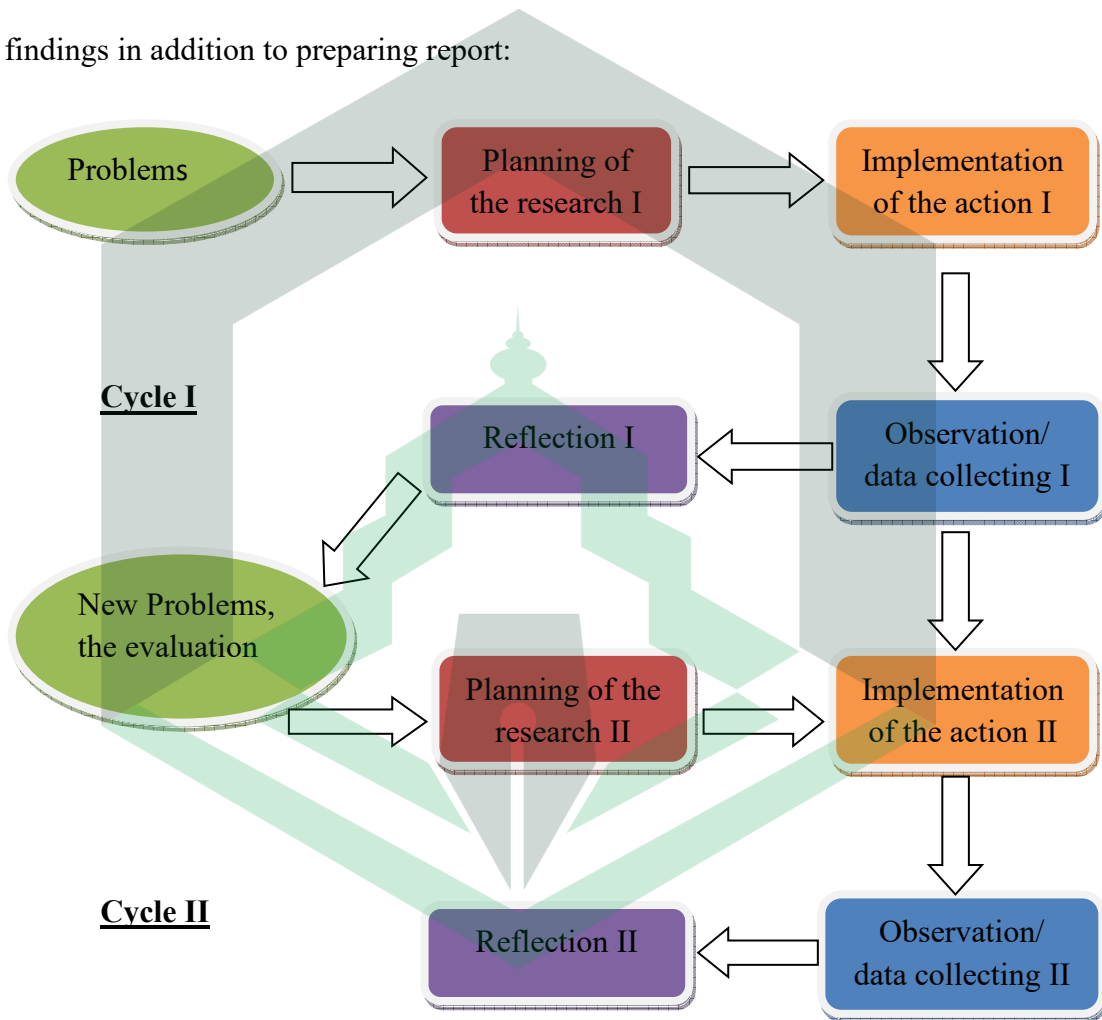 findings in addition to preparing report:
Problems
Planning of
the research I
Implementation
of the action I
Cycle I
Reflection I
Observation/
data collecting I
New Problems,
the evaluation
Planning of the
research II
Implementation
of the action II
Cycle II
Reflection II
Observation/
data collecting II